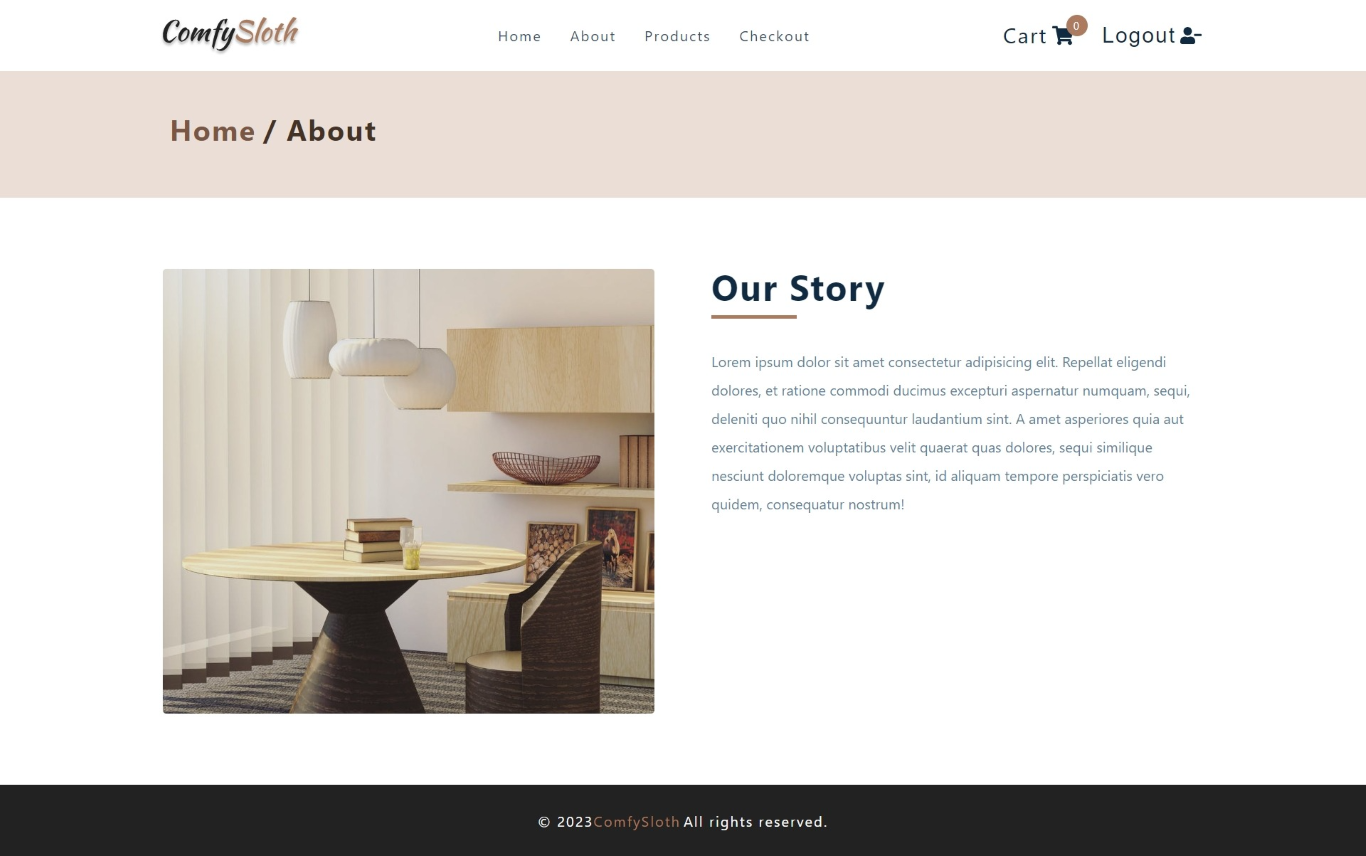 ComfySloth
Home About Products Checkout
Cart 0 Logout
Home / About
Our Story
Lorem ipsum dolor sit amet consectetur adipisicing elit. Repellat eligendi
dolores, et ratione commodi ducimus excepturi aspernatur numquam, sequi,
deleniti quo nihil consequuntur laudantium sint. A amet asperiores quia aut
exercitationem voluptatibus velit quaerat quas dolores, sequi similique
nesciunt doloremque voluptas sint, id aliquam tempore perspiciatis vero
quidem, consequatur nostrum!
© 2023ComfySloth All rights reserved.